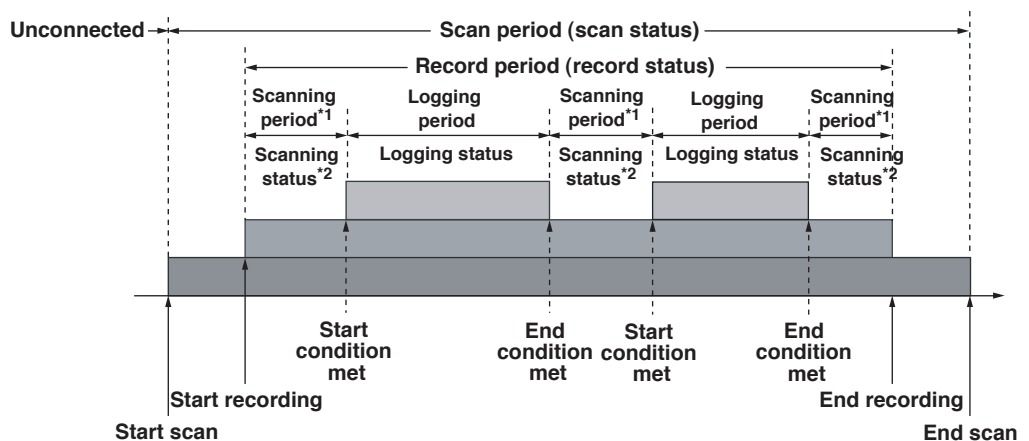 Unconnected
Scan period (scan status)
Record period (record status)
Scanning
period*1
Logging
period
Scanning
period*1
Logging
period
Scanning
period*1
Scanning
status*2
Logging status
Scanning
status*2
Logging status
Scanning
status*2
Start
condition
met
End
condition
met
Start
condition
met
End
condition
met
Start recording
End recording
Start scan
End scan